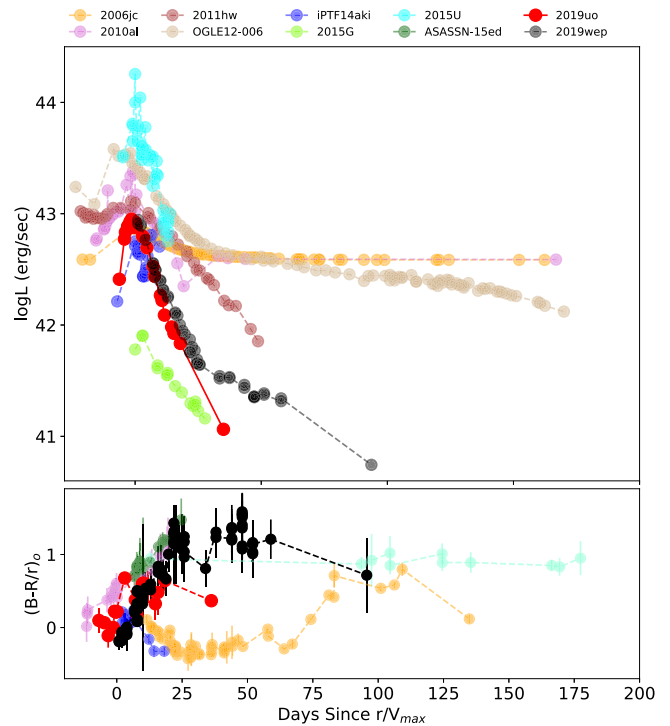 2006jc 2011hw iPTF14aki 2015U 2019uo
2010al OGLE12-006 2015G ASASSN-15ed 2019wep
44
43
42
41
logL (erg/sec)
1
0
(B-R/r)o
0 25 50 75 100 125 150 175 200
Days Since r/Vmax